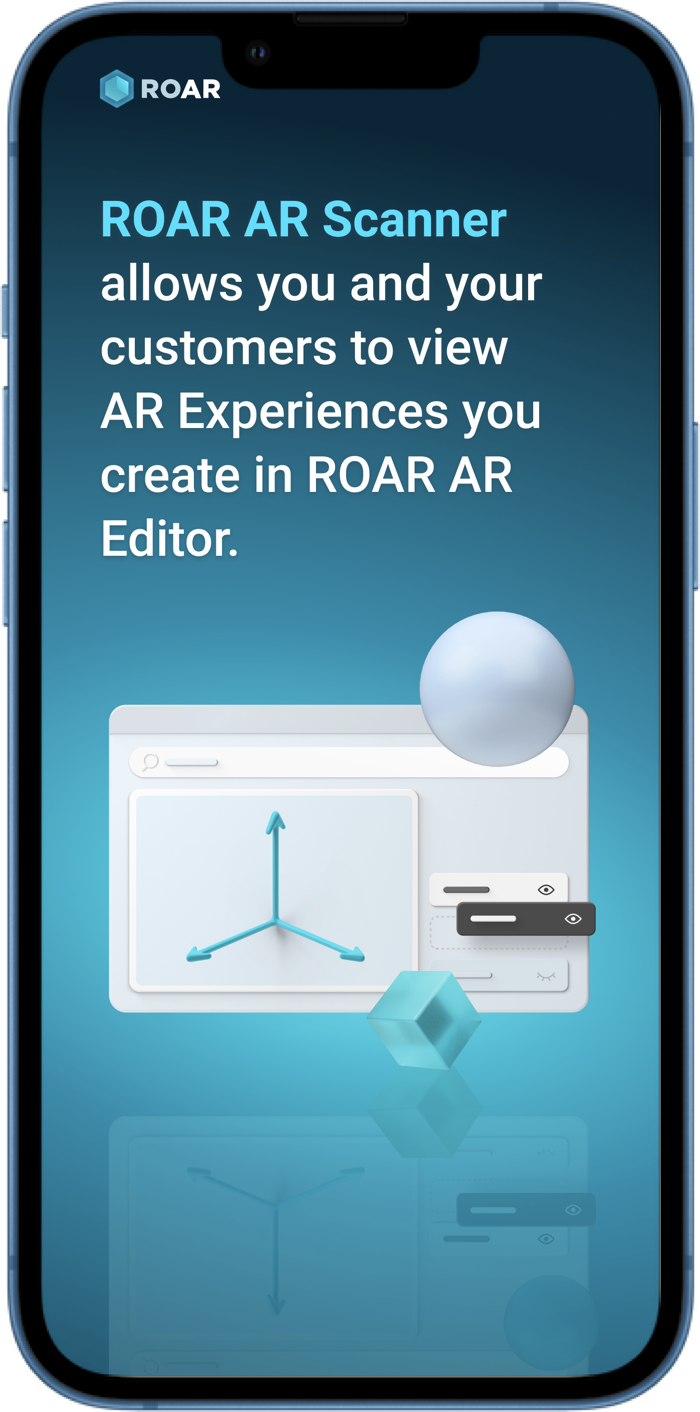 ROAR
ROAR AR Scanner
allows you and your
customers to view
AR Experiences you
create in ROAR AR
Editor.